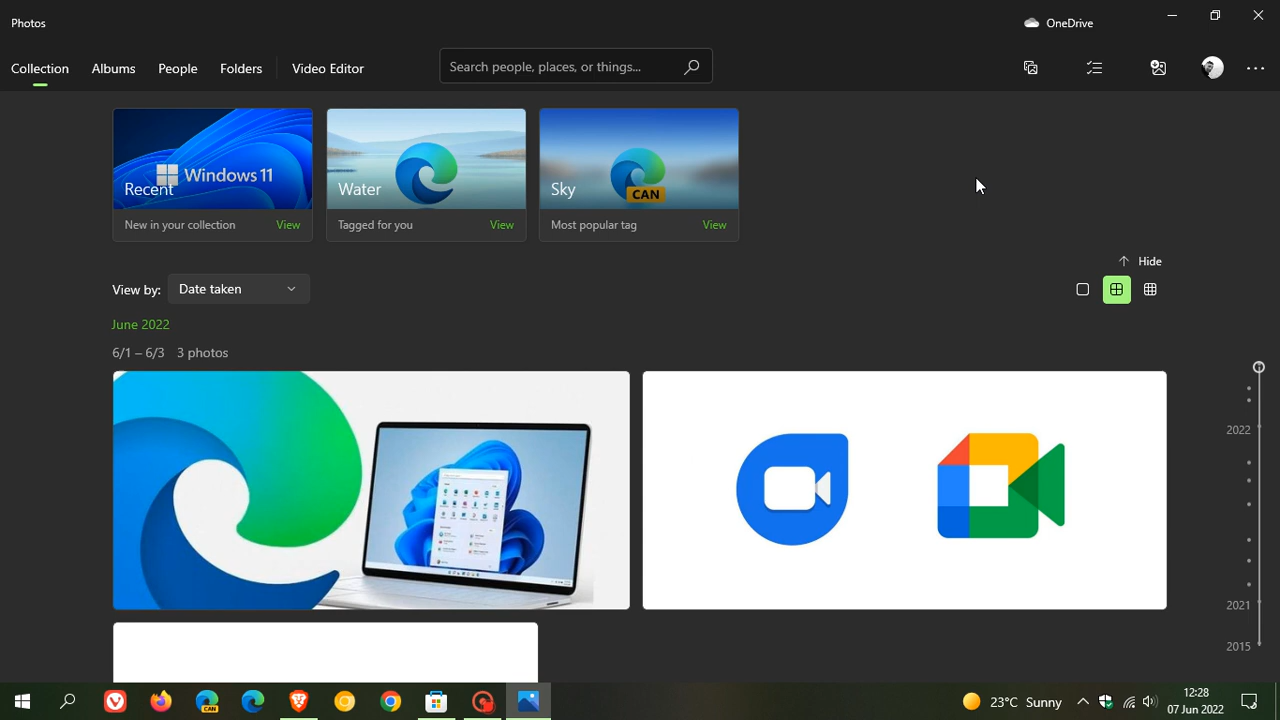 Photos
OneDrive
Collection
Albums
People
Folders
Video Editor
Search people, places, or things...
Windows 11
Recent
New in your collection
View
Water
Tagged for you
View
CAN
Sky
Most popular tag
View
Hide
View by:
Date taken
June 2022
6/1 – 6/3 3 photos
2022
2021
2015
CAN
23°C Sunny
12:28
07 Jun 2022